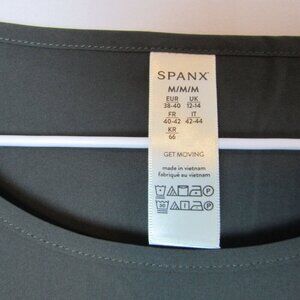 SPANX
M/M/M
EUR UK
38-40 12-14
FR IT
40-42 42-44
KR
66
GET MOVING
made in vietnam
fabriqué au vietnam